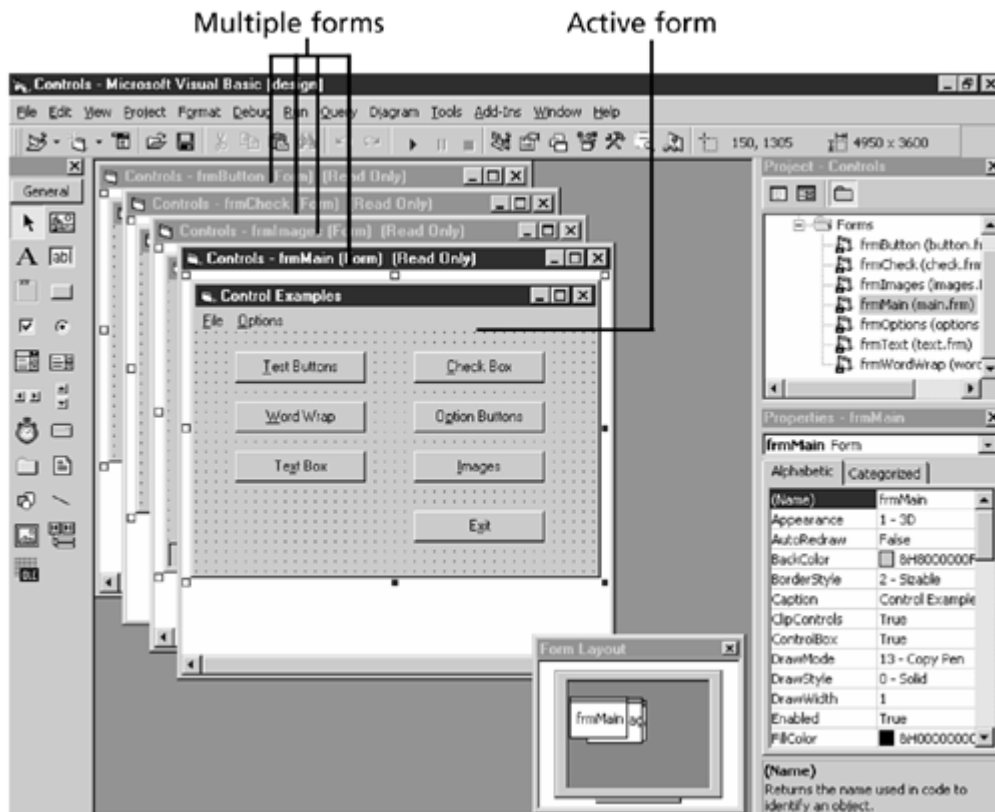 Multiple forms
Active form
Controls - Microsoft Visual Basic [design]
File Edit View Project Format Debug Run Query Diagram Tools Add-Ins Window Help
150, 1305
4950 x 3600
General
A
ab|
OLE
Controls - frmButton (Form) (Read Only)
Controls - frmCheck (Form) (Read Only)
Controls - frmImages (Form) (Read Only)
Controls - frmMain (Form) (Read Only)
Control Examples
File Options
Test Buttons
Check Box
Word Wrap
Option Buttons
Text Box
Images
Exit
Form Layout
frmMain
Project - Controls
Forms
frmButton (button.fr
frmCheck (check.frm
frmImages (images.
frmMain (main.frm)
frmOptions (options
frmText (text.frm)
frmWordWrap (word
Properties - frmMain
frmMain Form
Alphabetic Categorized
(Name) frmMain
Appearance 1 - 3D
AutoRedraw False
BackColor &H8000000F
BorderStyle 2 - Sizable
Caption Control Example
ClipControls True
ControlBox True
DrawMode 13 - Copy Pen
DrawStyle 0 - Solid
DrawWidth 1
Enabled True
FillColor &H0000000
(Name)
Returns the name used in code to
identify an object.